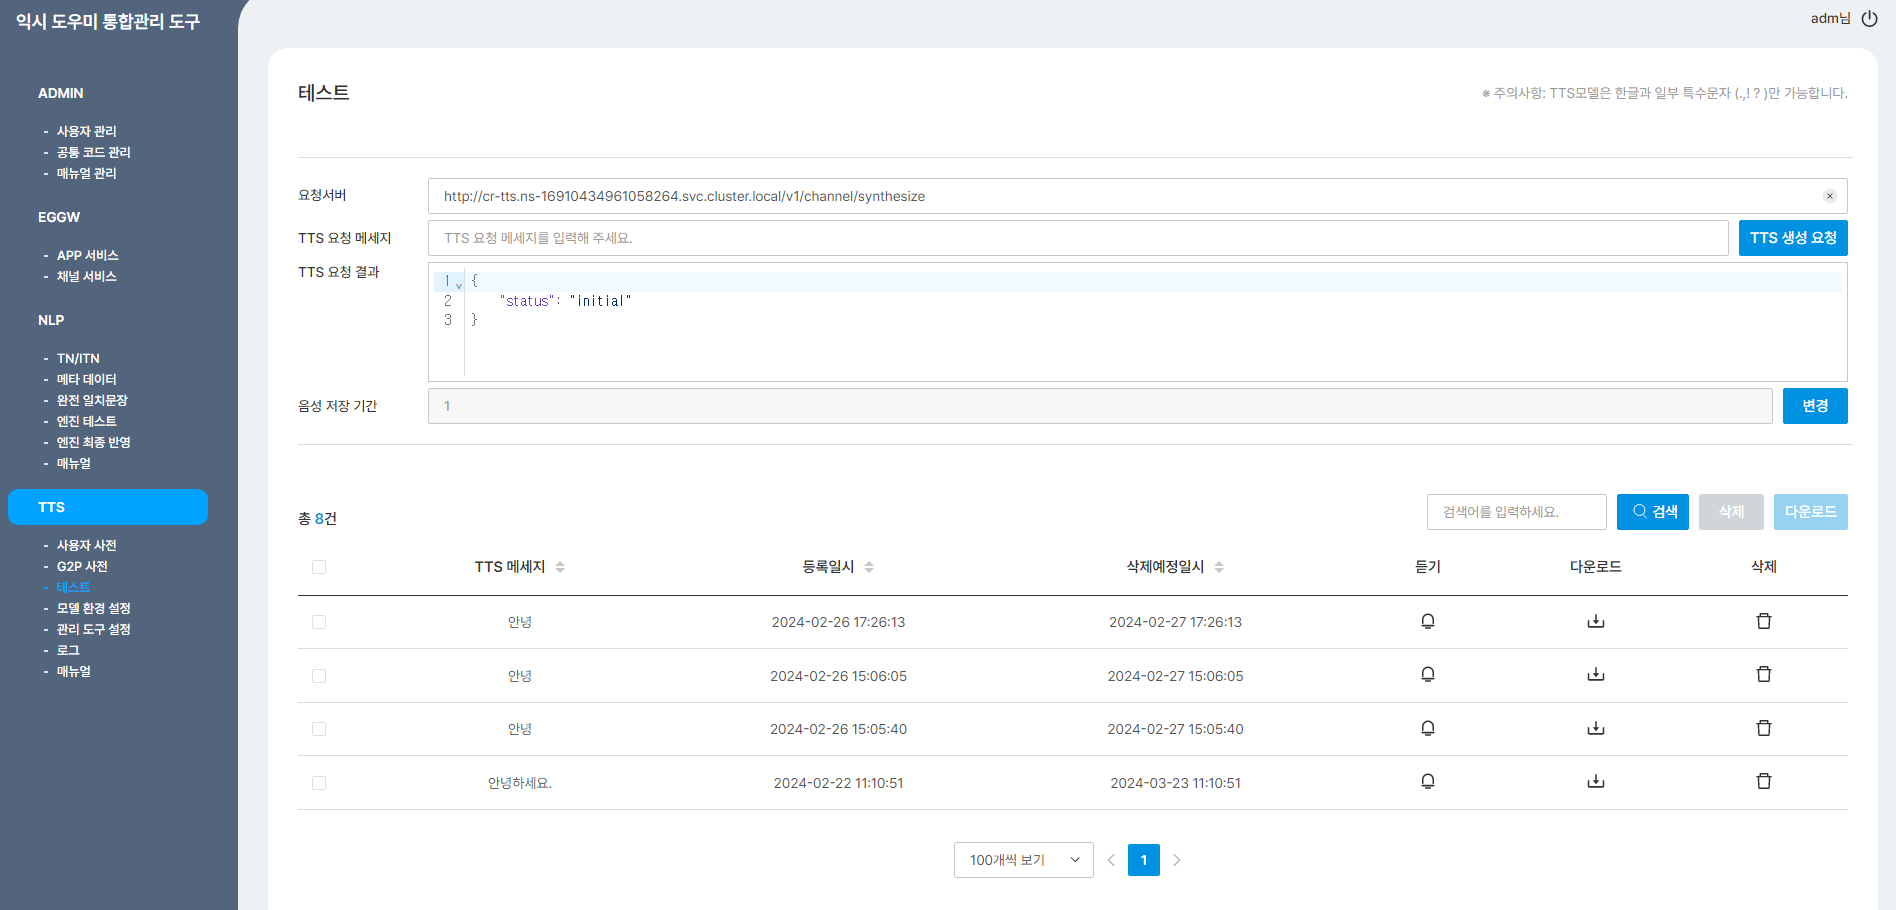 익시 도우미 통합관리 도구
adm님
ADMIN
- 사용자 관리
- 공통 코드 관리
- 매뉴얼 관리
EGGW
- APP 서비스
- 채널 서비스
NLP
- TN/ITN
- 메타 데이터
- 완전 일치문장
- 엔진 테스트
- 엔진 최종 반영
- 매뉴얼
TTS
- 사용자 사전
- G2P 사전
- 테스트
- 모델 환경 설정
- 관리 도구 설정
- 로그
- 매뉴얼
테스트
※ 주의사항: TTS모델은 한글과 일부 특수문자 (.,! ? )만 가능합니다.
요청서버 http://cr-tts.ns-16910434961058264.svc.cluster.local/v1/channel/synthesize
TTS 요청 메세지 TTS 요청 메세지를 입력해 주세요. TTS 생성 요청
TTS 요청 결과
1 {
2 "status": "initial"
3 }
음성 저장 기간 1 변경
총 8건 검색어를 입력하세요. 검색 삭제 다운로드
TTS 메세지 등록일시 삭제예정일시 듣기 다운로드 삭제
안녕 2024-02-26 17:26:13 2024-02-27 17:26:13
안녕 2024-02-26 15:06:05 2024-02-27 15:06:05
안녕 2024-02-26 15:05:40 2024-02-27 15:05:40
안녕하세요. 2024-02-22 11:10:51 2024-03-23 11:10:51
100개씩 보기 1